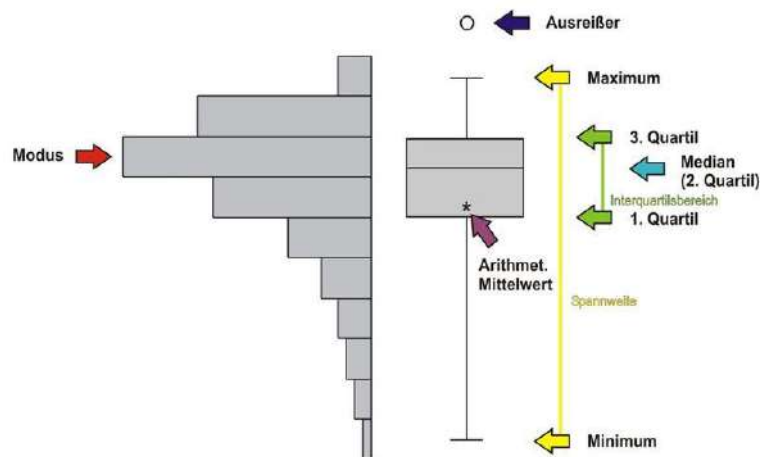 Ausreißer
Maximum
3. Quartil
Modus
Median
(2. Quartil)
Interquartilsbereich
1. Quartil
*
Arithmet.
Mittelwert
Spannweite
Minimum